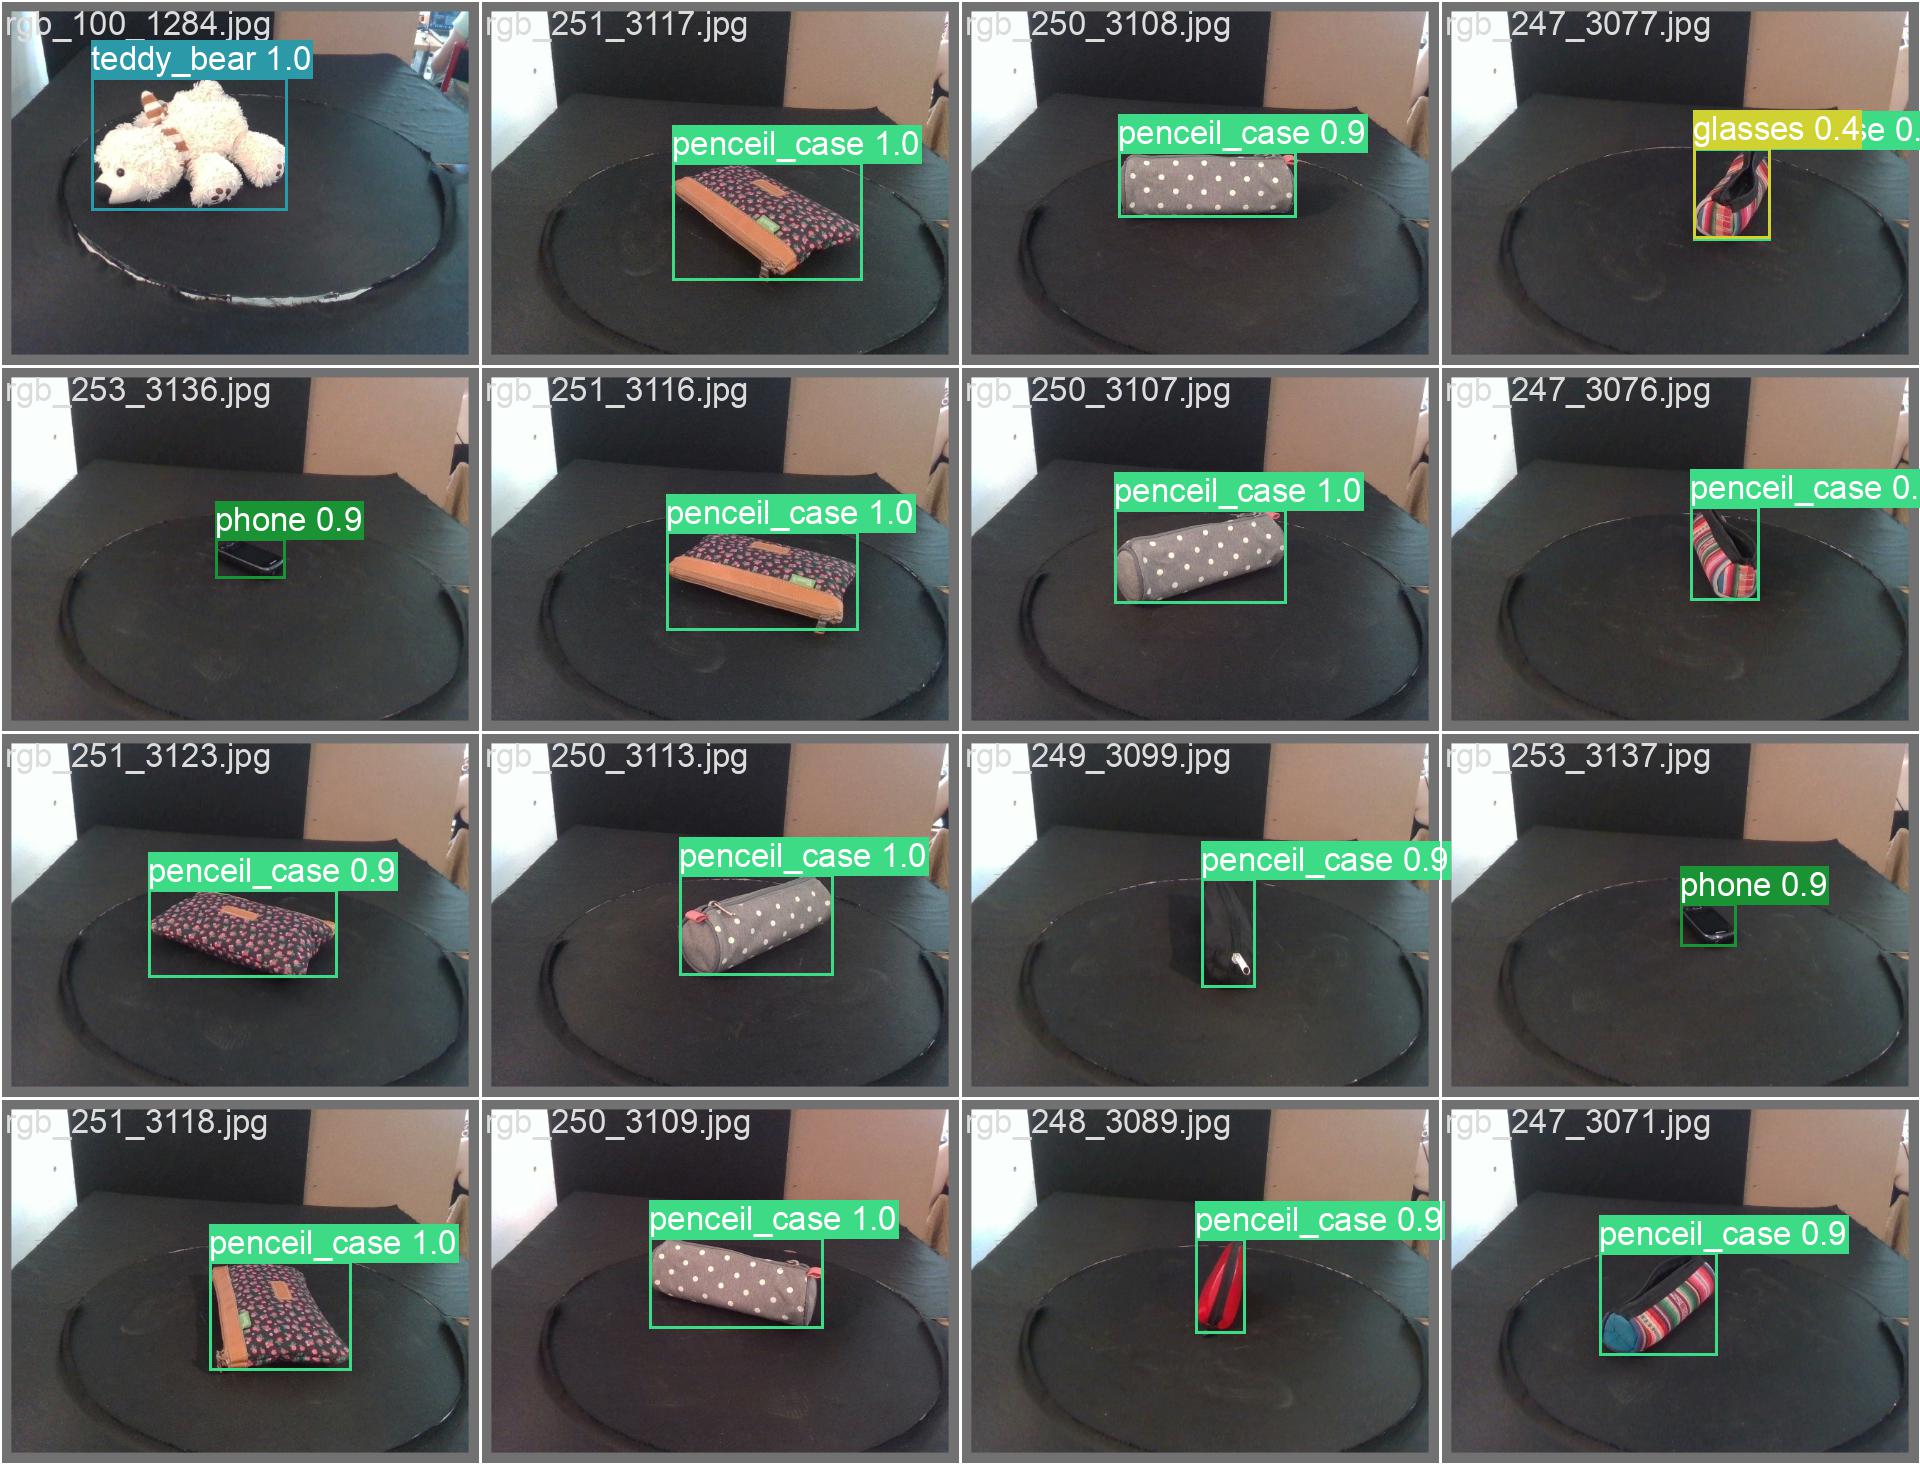 rgb_100_1284.jpg
teddy_bear 1.0
rgb_251_3117.jpg
penceil_case 1.0
rgb_250_3108.jpg
penceil_case 0.9
rgb_247_3077.jpg
glasses 0.4
se 0.
rgb_253_3136.jpg
phone 0.9
rgb_251_3116.jpg
penceil_case 1.0
rgb_250_3107.jpg
penceil_case 1.0
rgb_247_3076.jpg
penceil_case 0.
rgb_251_3123.jpg
penceil_case 0.9
rgb_250_3113.jpg
penceil_case 1.0
rgb_249_3099.jpg
penceil_case 0.9
rgb_253_3137.jpg
phone 0.9
rgb_251_3118.jpg
penceil_case 1.0
rgb_250_3109.jpg
penceil_case 1.0
rgb_248_3089.jpg
penceil_case 0.9
rgb_247_3071.jpg
penceil_case 0.9